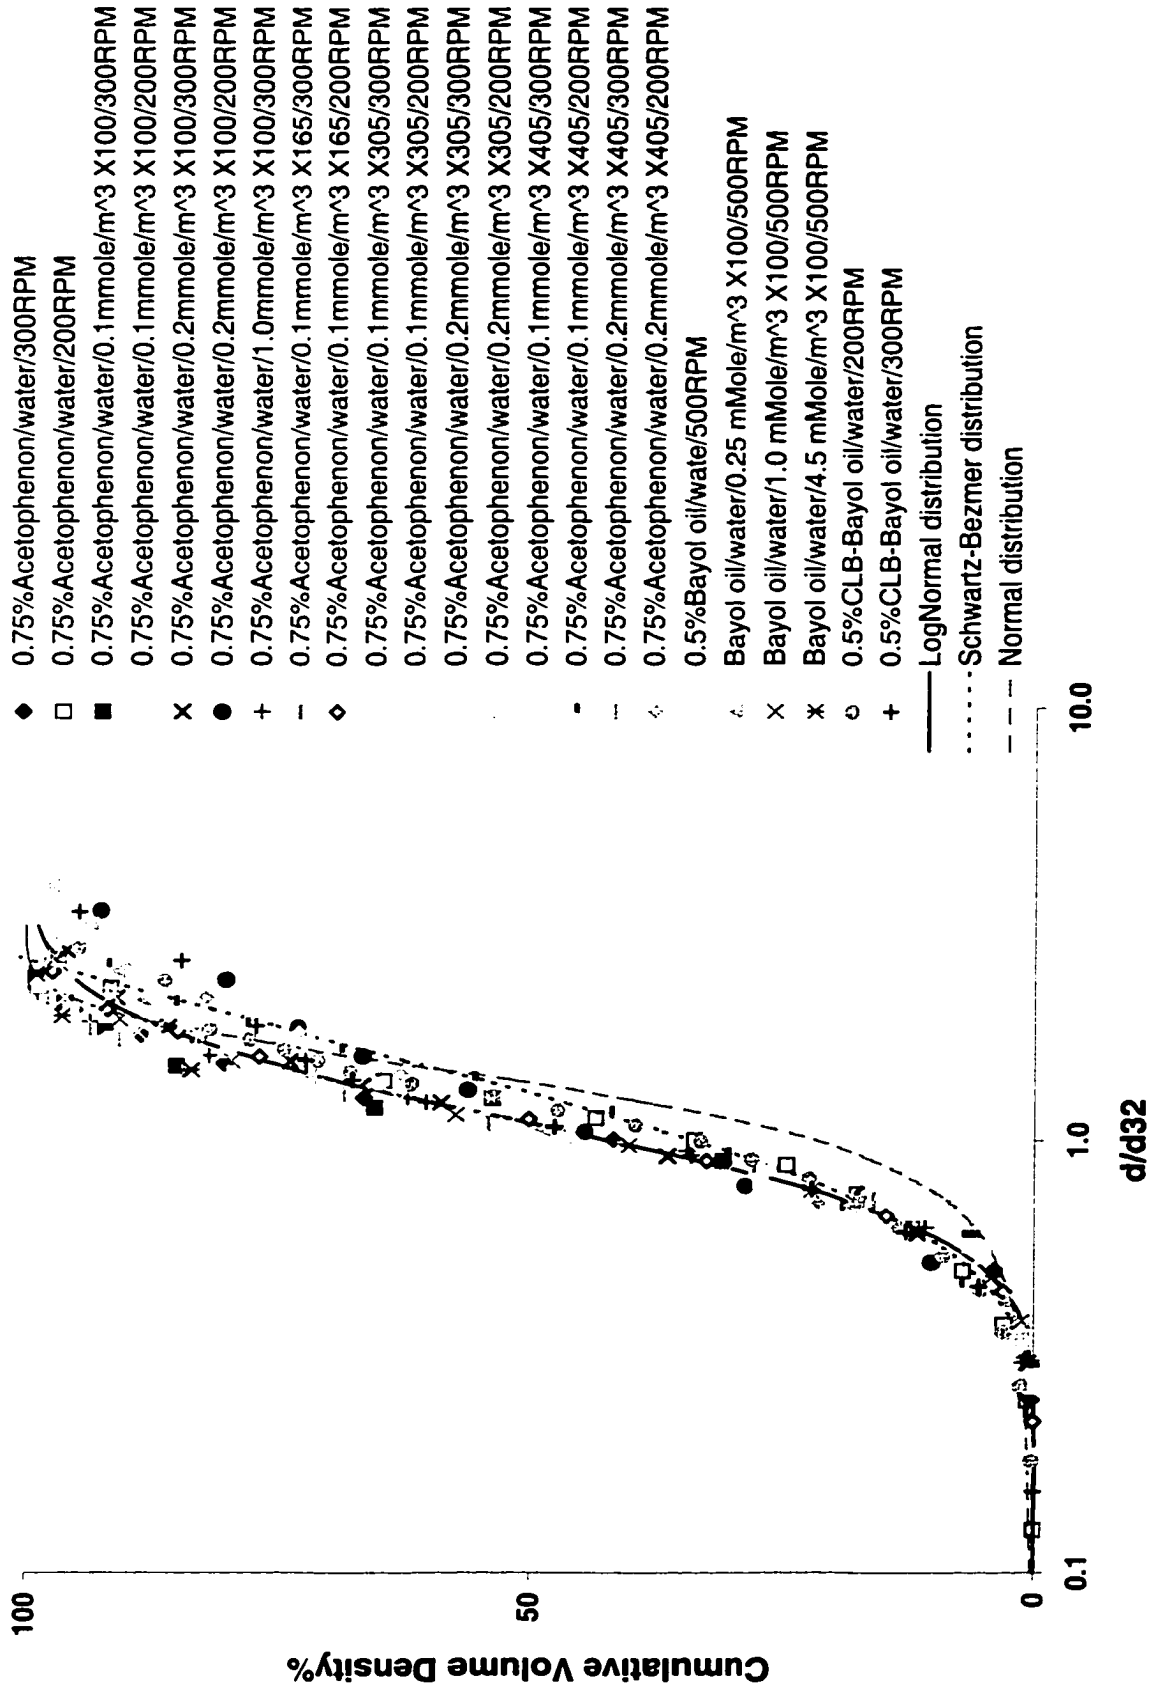 0.75%Acetophenon/water/300RPM
0.75%Acetophenon/water/200RPM
0.75%Acetophenon/water/0.1mmole/m^3 X100/300RPM
0.75%Acetophenon/water/0.1mmole/m^3 X100/200RPM
0.75%Acetophenon/water/0.2mmole/m^3 X100/300RPM
0.75%Acetophenon/water/0.2mmole/m^3 X100/200RPM
0.75%Acetophenon/water/1.0mmole/m^3 X100/300RPM
0.75%Acetophenon/water/0.1mmole/m^3 X165/300RPM
0.75%Acetophenon/water/0.1mmole/m^3 X165/200RPM
0.75%Acetophenon/water/0.1mmole/m^3 X305/300RPM
0.75%Acetophenon/water/0.1mmole/m^3 X305/200RPM
0.75%Acetophenon/water/0.2mmole/m^3 X305/300RPM
0.75%Acetophenon/water/0.2mmole/m^3 X305/200RPM
0.75%Acetophenon/water/0.1mmole/m^3 X405/300RPM
0.75%Acetophenon/water/0.1mmole/m^3 X405/200RPM
0.75%Acetophenon/water/0.2mmole/m^3 X405/300RPM
0.75%Acetophenon/water/0.2mmole/m^3 X405/200RPM
0.5%Bayol oil/wate/500RPM
Bayol oil/water/0.25 mMole/m^3 X100/500RPM
Bayol oil/water/1.0 mMole/m^3 X100/500RPM
Bayol oil/water/4.5 mMole/m^3 X100/500RPM
0.5%CLB-Bayol oil/water/200RPM
0.5%CLB-Bayol oil/water/300RPM
LogNormal distribution
Schwartz-Bezmer distribution
Normal distribution
100
50
0
Cumulative Volume Density%
0.1
1.0
10.0
d/d32